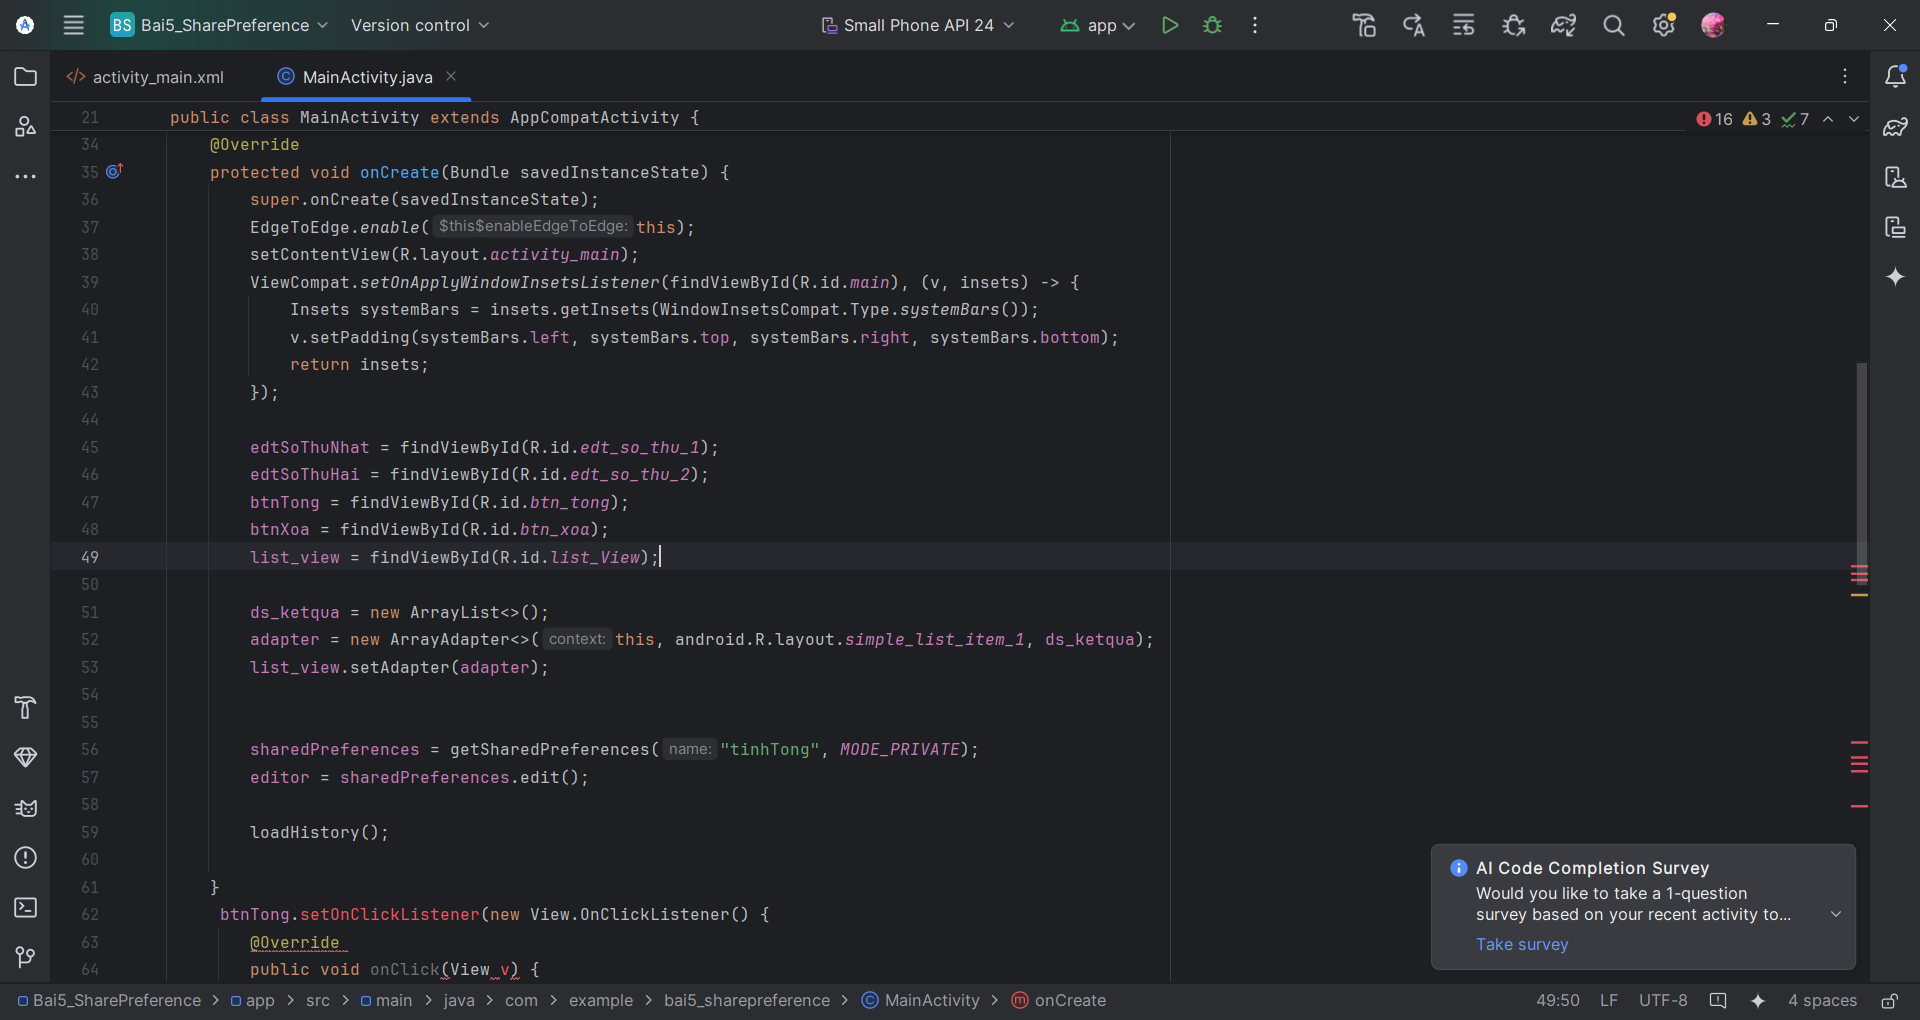 BS Bai5_SharePreference Version control Small Phone API 24 app
activity_main.xml MainActivity.java
21 public class MainActivity extends AppCompatActivity { 16 3 7
34 @Override
35 protected void onCreate(Bundle savedInstanceState) {
36 super.onCreate(savedInstanceState);
37 EdgeToEdge.enable( $this$enableEdgeToEdge: this);
38 setContentView(R.layout.activity_main);
39 ViewCompat.setOnApplyWindowInsetsListener(findViewById(R.id.main), (v, insets) -> {
40 Insets systemBars = insets.getInsets(WindowInsetsCompat.Type.systemBars());
41 v.setPadding(systemBars.left, systemBars.top, systemBars.right, systemBars.bottom);
42 return insets;
43 });
44
45 edtSoThuNhat = findViewById(R.id.edt_so_thu_1);
46 edtSoThuHai = findViewById(R.id.edt_so_thu_2);
47 btnTong = findViewById(R.id.btn_tong);
48 btnXoa = findViewById(R.id.btn_xoa);
49 list_view = findViewById(R.id.list_View);
50
51 ds_ketqua = new ArrayList<>();
52 adapter = new ArrayAdapter<>( context: this, android.R.layout.simple_list_item_1, ds_ketqua);
53 list_view.setAdapter(adapter);
54
55
56 sharedPreferences = getSharedPreferences( name: "tinhTong", MODE_PRIVATE);
57 editor = sharedPreferences.edit();
58
59 loadHistory();
60
61 }
62 btnTong.setOnClickListener(new View.OnClickListener() {
63 @Override
64 public void onClick(View v) {
AI Code Completion Survey
Would you like to take a 1-question
survey based on your recent activity to...
Take survey
Bai5_SharePreference > app > src > main > java > com > example > bai5_sharepreference > MainActivity > onCreate 49:50 LF UTF-8 4 spaces